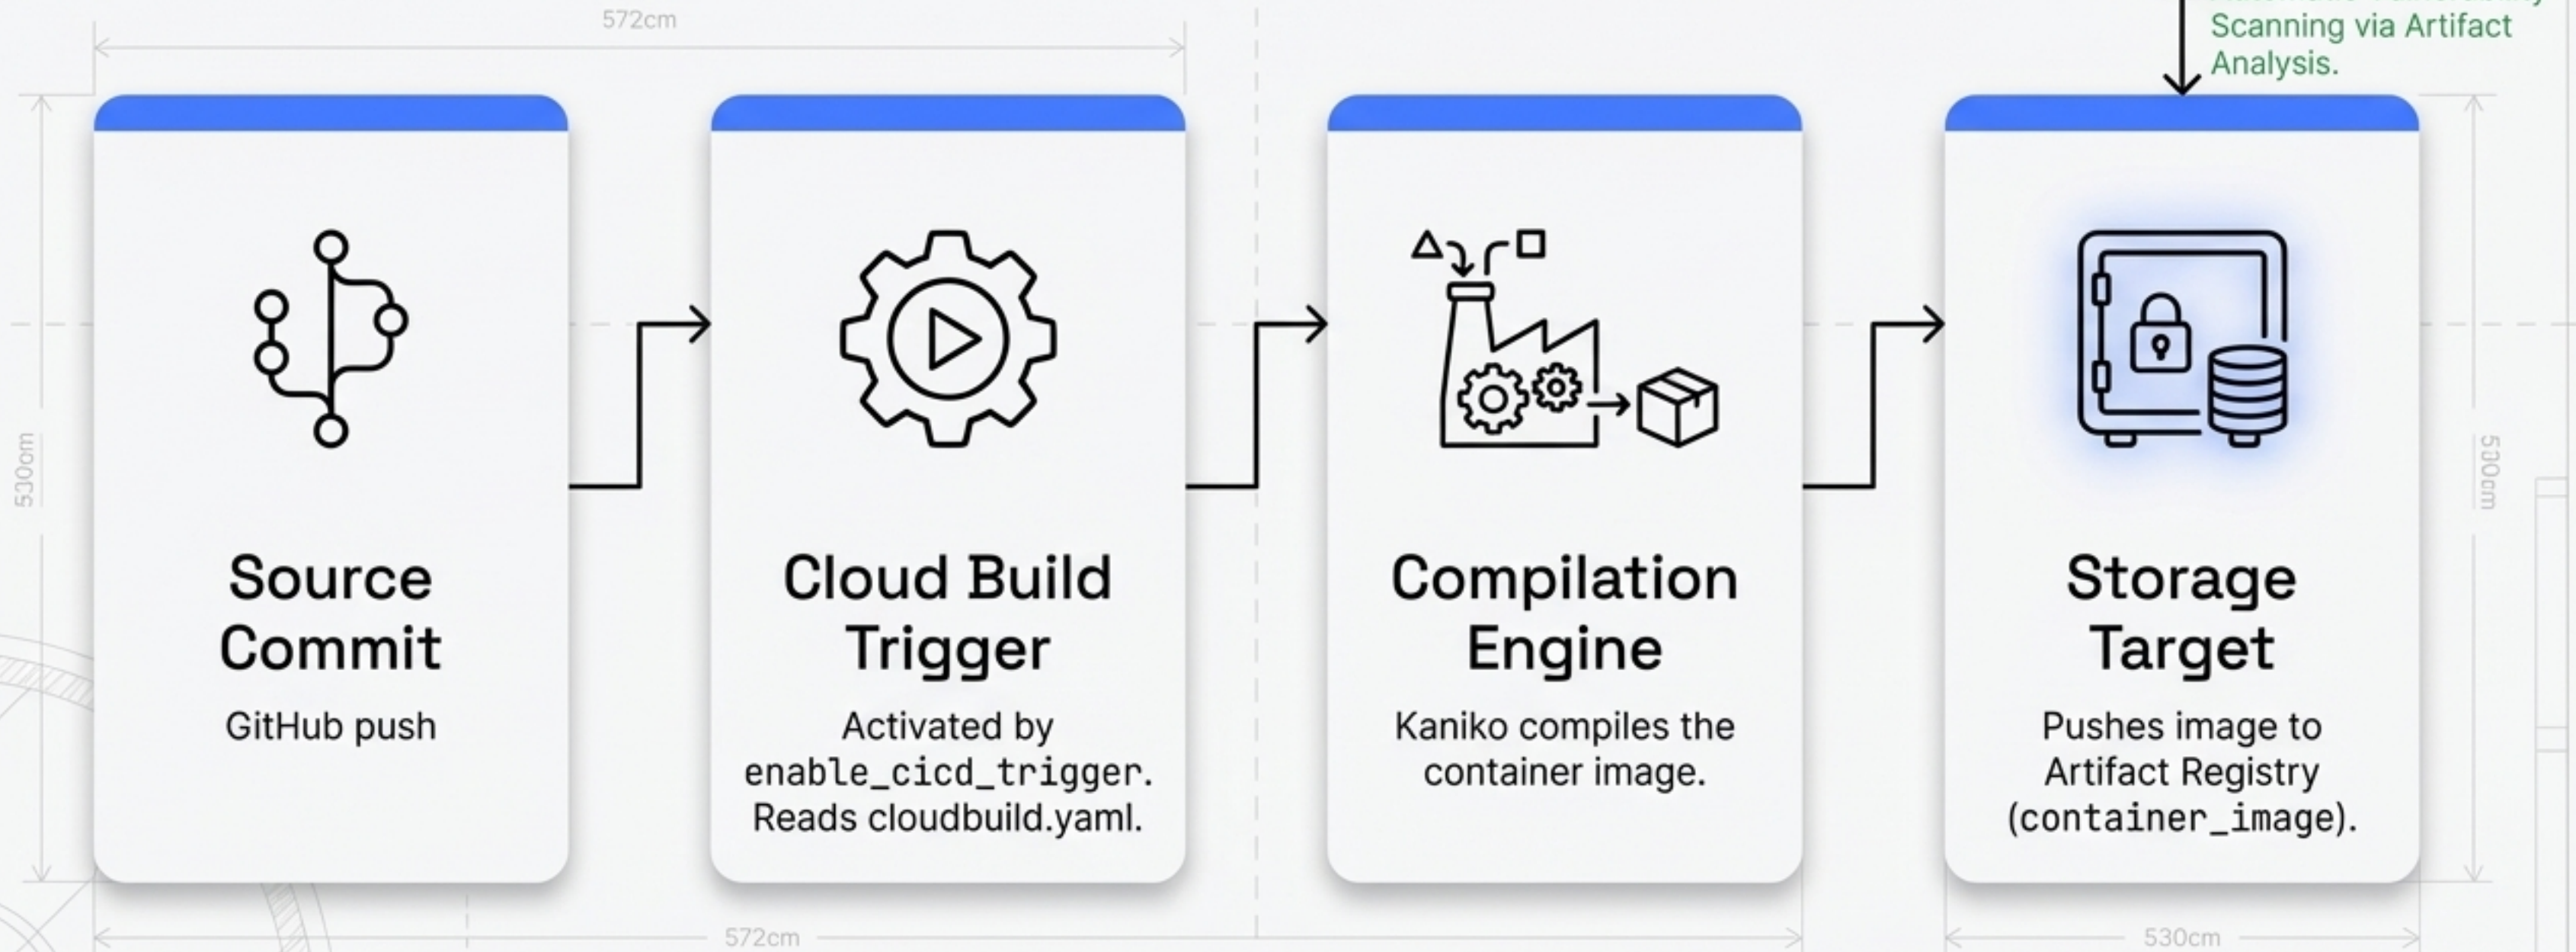 572cm
Scanning via Artifact
Analysis.
530cm
Source
Commit
GitHub push
Cloud Build
Trigger
Activated by
enable_cicd_trigger.
Reads cloudbuild.yaml.
Compilation
Engine
Kaniko compiles the
container image.
Storage
Target
Pushes image to
Artifact Registry
(container_image).
530cm
572cm
530cm